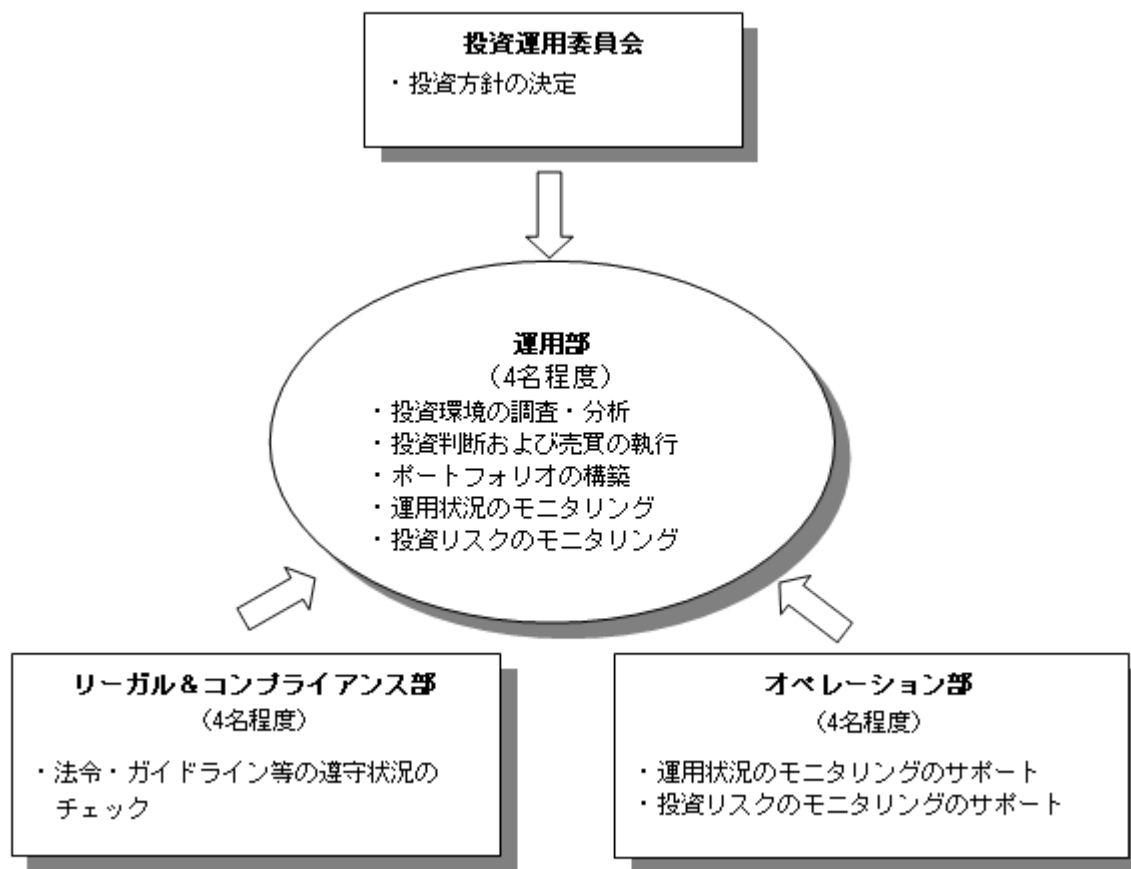 投資運用委員会
・投資方針の決定
運用部
(4名程度)
・投資環境の調査・分析
・投資判断および売買の執行
・ポートフォリオの構築
・運用状況のモニタリング
・投資リスクのモニタリング
リーガル&コンプライアンス部
(4名程度)
・法令・ガイドライン等の遵守状況の
チェック
オペレーション部
(4名程度)
・運用状況のモニタリングのサポート
・投資リスクのモニタリングのサポート